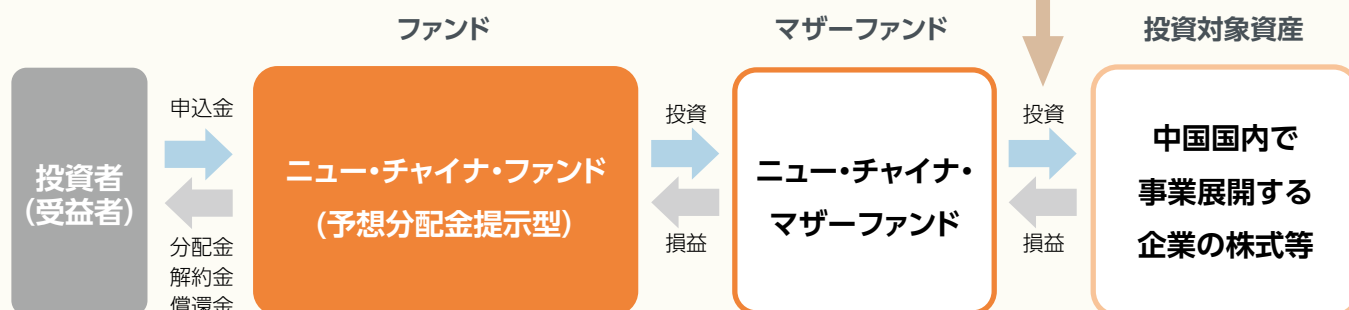 ファンド
マザーファンド
投資対象資産
投資者
(受益者)
申込金
分配金
解約金
償還金
ニュー・チャイナ・ファンド
(予想分配金提示型)
投資
損益
ニュー・チャイナ・
マザーファンド
投資
損益
中国国内で
事業展開する
企業の株式等